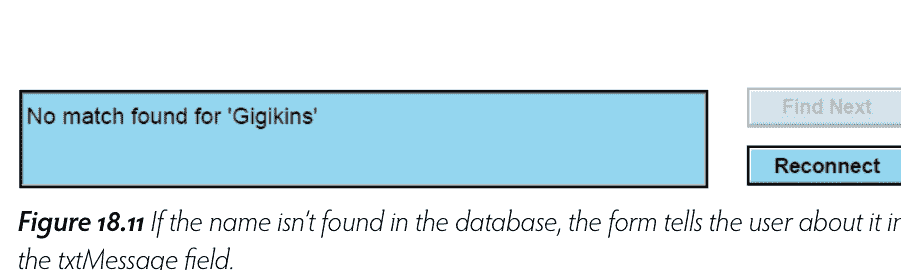 No match found for 'Gigikins'
Find Next
Reconnect
Figure 18.11 If the name isn't found in the database, the form tells the user about it in
the txtMessage field.